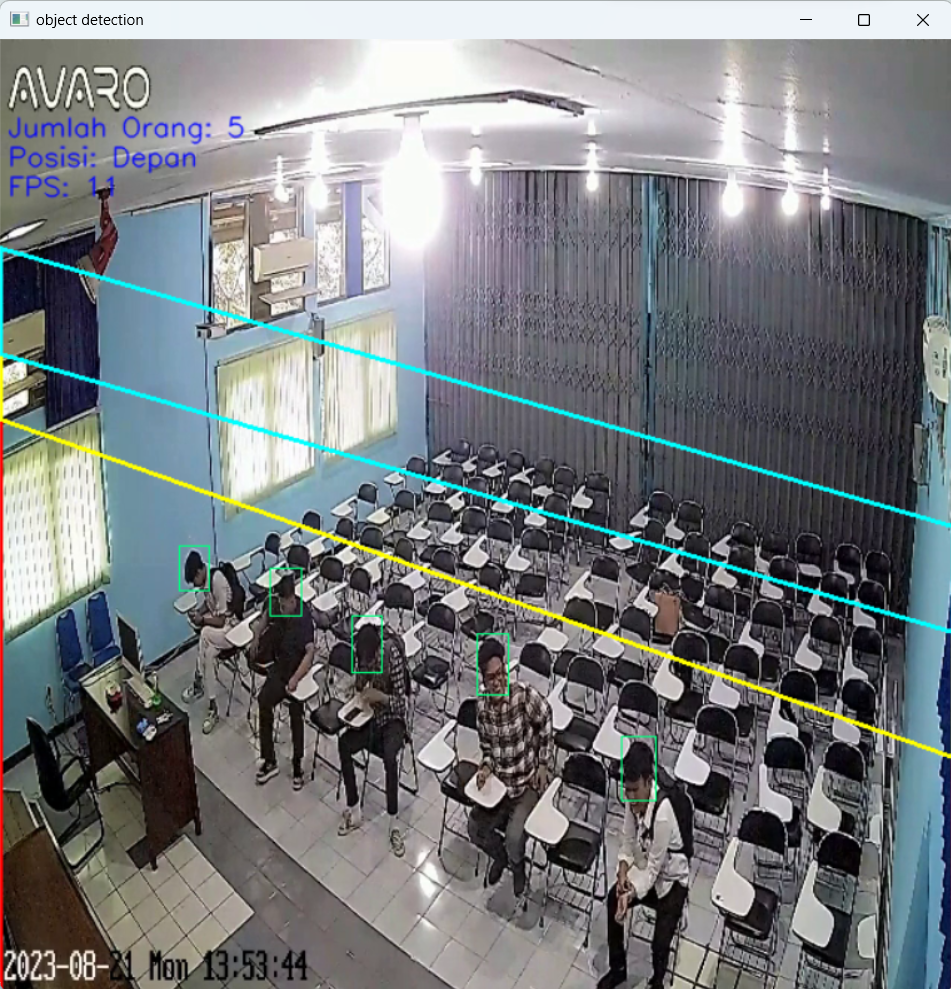 object detection
AVARO
Jumlah Orang: 5
Posisi: Depan
FPS: 11
2023-08-21 Mon 13:53:44